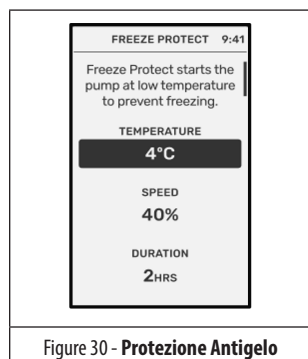 FREEZE PROTECT 9:41
Freeze Protect starts the
pump at low temperature
to prevent freezing.
TEMPERATURE
4°C
SPEED
40%
DURATION
2HRS
Figure 30 - Protezione Antigelo